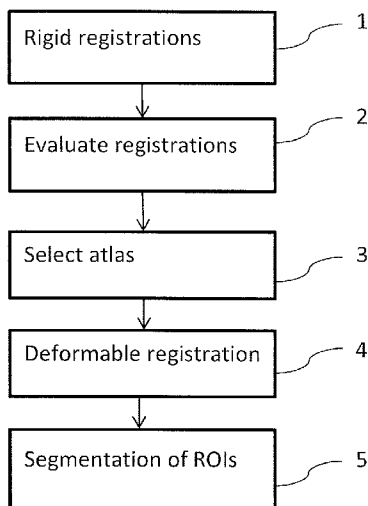 Rigid registrations
1
Evaluate registrations
2
Select atlas
3
Deformable registration
4
Segmentation of ROIs
5